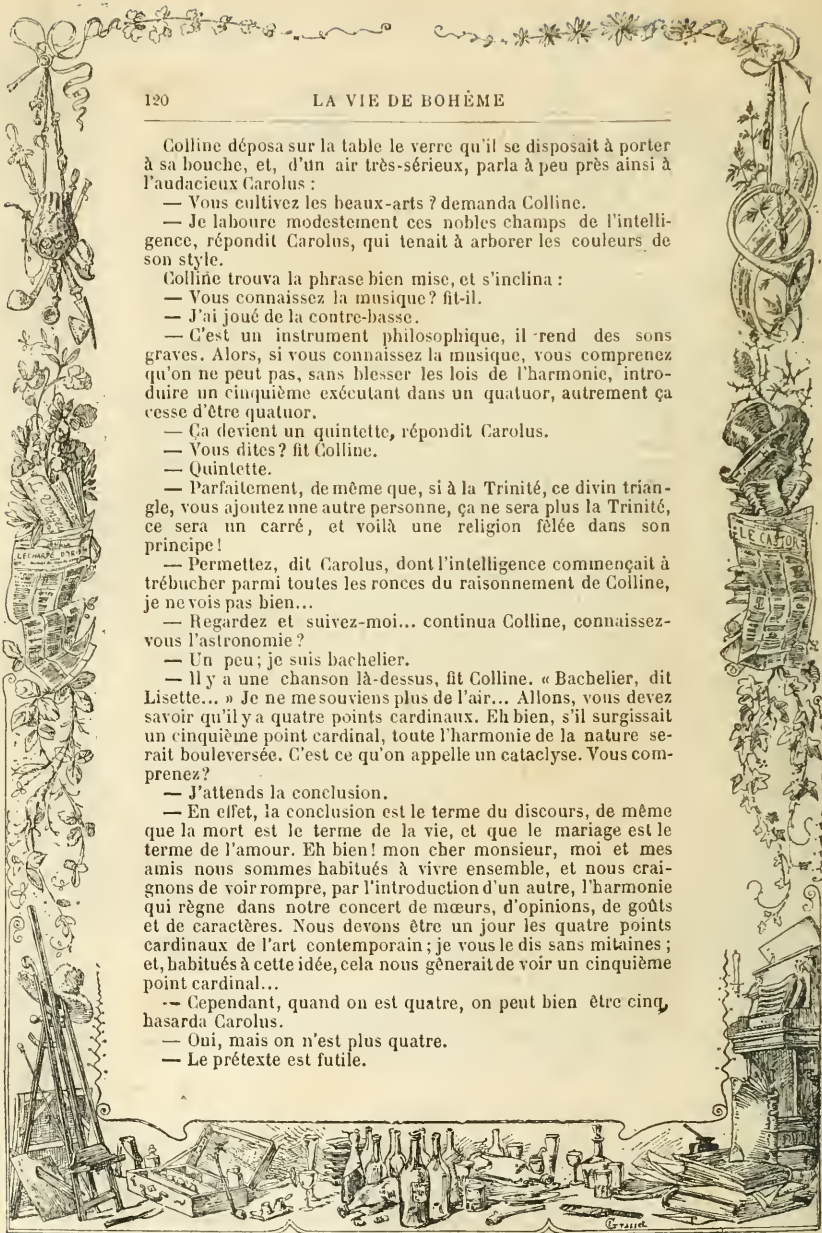 120 LA VIE DE BOHÊME
Colline déposa sur la table le verre qu'il se disposait à porter
à sa bouche, et, d'un air très-sérieux, parla à peu près ainsi à
l'audacieux Carolus :
— Vous cultivez les beaux-arts ? demanda Colline.
— Je laboure modestement ces nobles champs de l'intelli-
gence, répondit Carolus, qui tenait à arborer les couleurs de
son style.
Colline trouva la phrase bien mise, et s'inclina :
— Vous connaissez la musique ? fit-il.
— J'ai joué de la contre-basse.
— C'est un instrument philosophique, il rend des sons
graves. Alors, si vous connaissez la musique, vous comprenez
qu'on ne peut pas, sans blesser les lois de l'harmonie, intro-
duire un cinquième exécutant dans un quatuor, autrement ça
cesse d'être quatuor.
— Ça devient un quintette, répondit Carolus.
— Vous dites ? fit Colline.
— Quintette.
— Parfaitement, de même que, si à la Trinité, ce divin trian-
gle, vous ajoutez une autre personne, ça ne sera plus la Trinité,
ce sera un carré, et voilà une religion fêlée dans son
principe !
— Permettez, dit Carolus, dont l'intelligence commençait à
trébucher parmi toutes les ronces du raisonnement de Colline,
je ne vois pas bien...
— Regardez et suivez-moi... continua Colline, connaissez-
vous l'astronomie ?
— Un peu ; je suis bachelier.
— Il y a une chanson là-dessus, fit Colline. « Bachelier, dit
Lisette... » Je ne me souviens plus de l'air... Allons, vous devez
savoir qu'il y a quatre points cardinaux. Eh bien, s'il surgissait
un cinquième point cardinal, toute l'harmonie de la nature se-
rait bouleversée. C'est ce qu'on appelle un cataclyse. Vous com-
prenez ?
— J'attends la conclusion.
— En effet, la conclusion est le terme du discours, de même
que la mort est le terme de la vie, et que le mariage est le
terme de l'amour. Eh bien ! mon cher monsieur, moi et mes
amis nous sommes habitués à vivre ensemble, et nous crai-
gnons de voir rompre, par l'introduction d'un autre, l'harmonie
qui règne dans notre concert de mœurs, d'opinions, de goûts
et de caractères. Nous devons être un jour les quatre points
cardinaux de l'art contemporain ; je vous le dis sans mitaines ;
et, habitués à cette idée, cela nous gênerait de voir un cinquième
point cardinal...
— Cependant, quand on est quatre, on peut bien être cinq,
hasarda Carolus.
— Oui, mais on n'est plus quatre.
— Le prétexte est futile.
LE CASTOR
Grasset